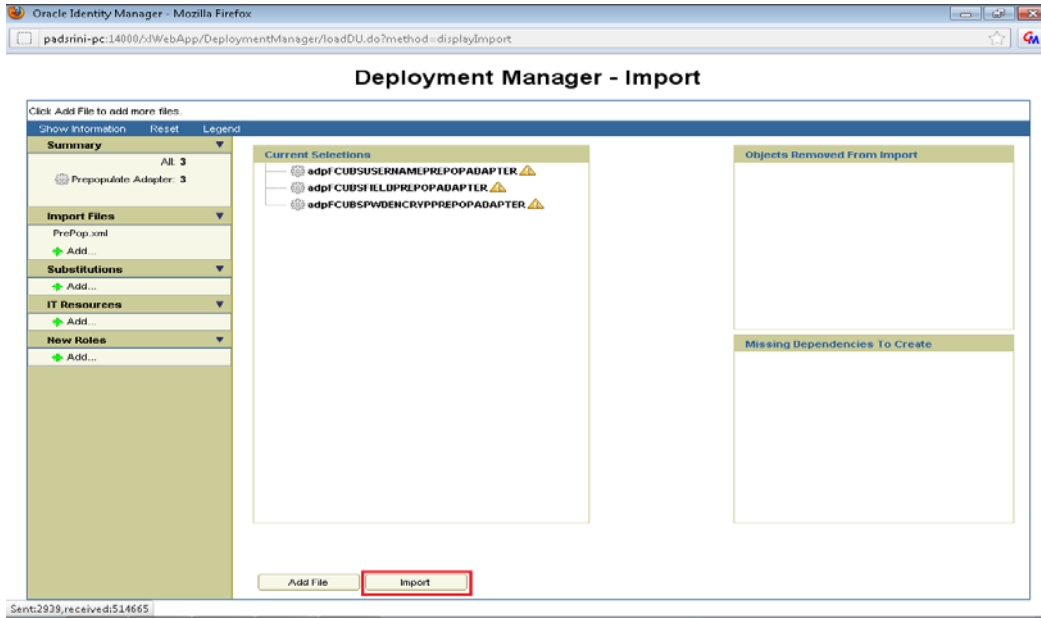 Oracle Identity Manager - Mozilla Firefox
padsrini-pc:14000/xlWebApp/DeploymentManager/loadDU.do?method=displayImport
Deployment Manager - Import
Click Add File to add more files.
Show Information Reset Legend
Summary
All: 3
Prepopulate Adapter: 3
Import Files
PrePop.xml
Add...
Substitutions
Add...
IT Resources
Add...
New Roles
Add...
Current Selections
adpFCUBSUSERNAMEPREPOPADAPTER
adpFCUBSFIELDPREPOPADAPTER
adpFCUBSPWDENCRYPPREPOPADAPTER
Objects Removed From Import
Missing Dependencies To Create
Add File
Import
Sent:2939,received:514665